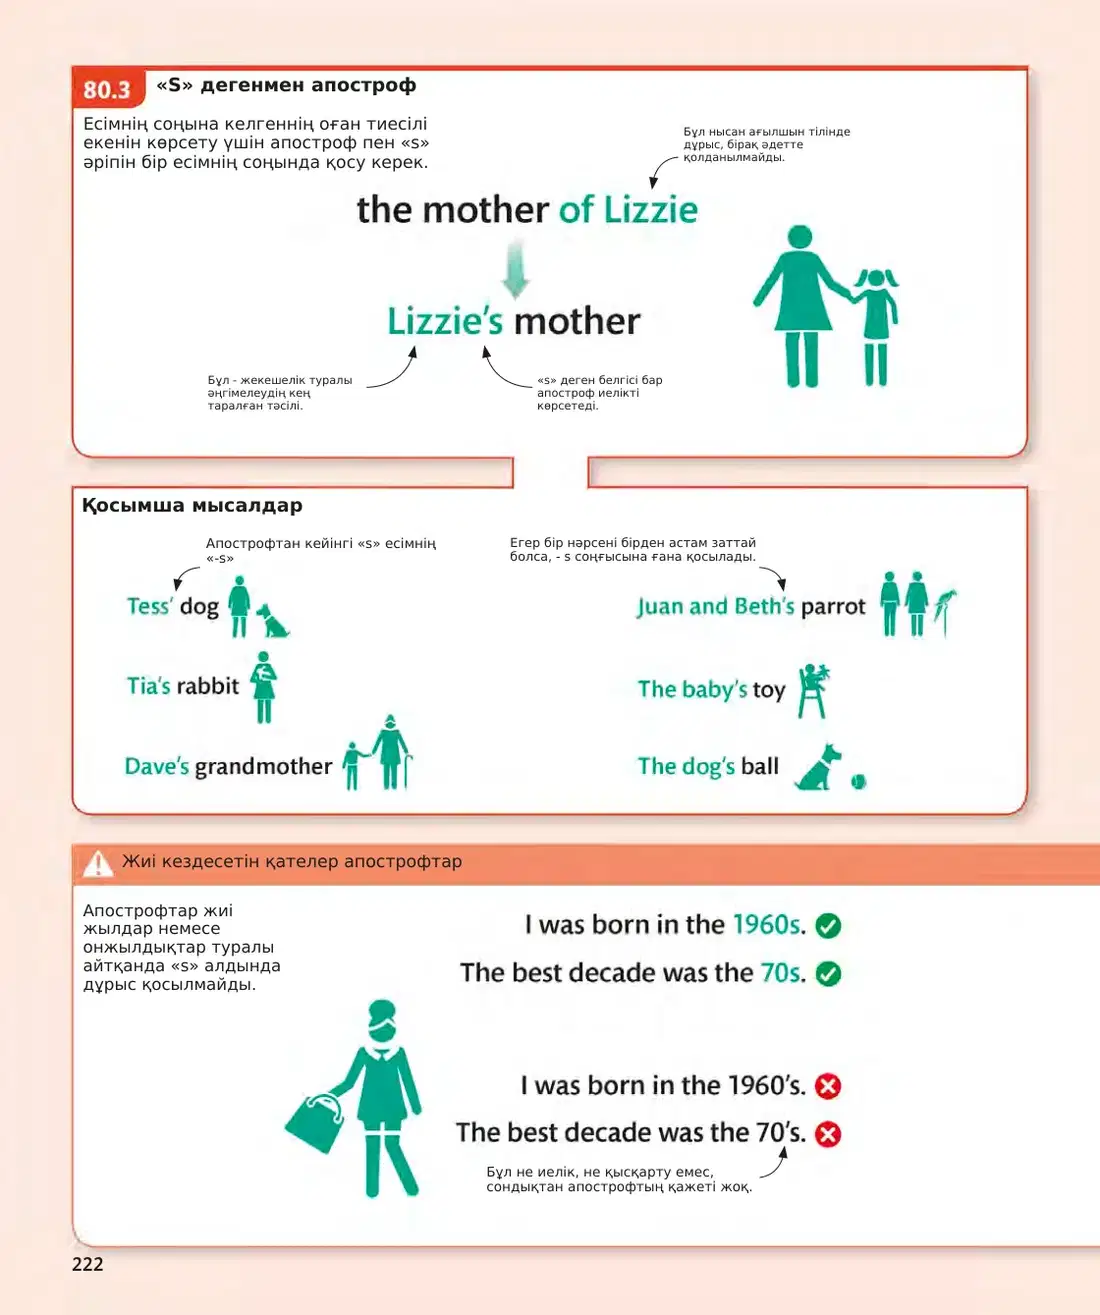 80.3 «S» дегенмен апостроф
Есімнің соңына келгеннің оған тиесілі
екенін көрсету үшін апостроф пен «s»
әріпін бір есімнің соңында қосу керек.
Бұл нысан ағылшын тілінде
дұрыс, бірақ әдетте
қолданылмайды.
the mother of Lizzie
Lizzie’s mother
Бұл - жекешелік туралы
әңгімелеудің кең
таралған тәсілі.
«s» деген белгісі бар
апостроф иелікті
көрсетеді.
Қосымша мысалдар
Апострофтан кейінгі «s» есімнің
«-s»
Tess’ dog
Tia’s rabbit
Dave’s grandmother
Егер бір нәрсені бірден астам заттай
болса, - s соңғысына ғана қосылады.
Juan and Beth’s parrot
The baby’s toy
The dog’s ball
Жиі кездесетін қателер апострофтар
Апострофтар жиі
жылдар немесе
онжылдықтар туралы
айтқанда «s» алдында
дұрыс қосылмайды.
I was born in the 1960s.
The best decade was the 70s.
I was born in the 1960’s.
The best decade was the 70’s.
Бұл не иелік, не қысқарту емес,
сондықтан апострофтың қажеті жоқ.
222